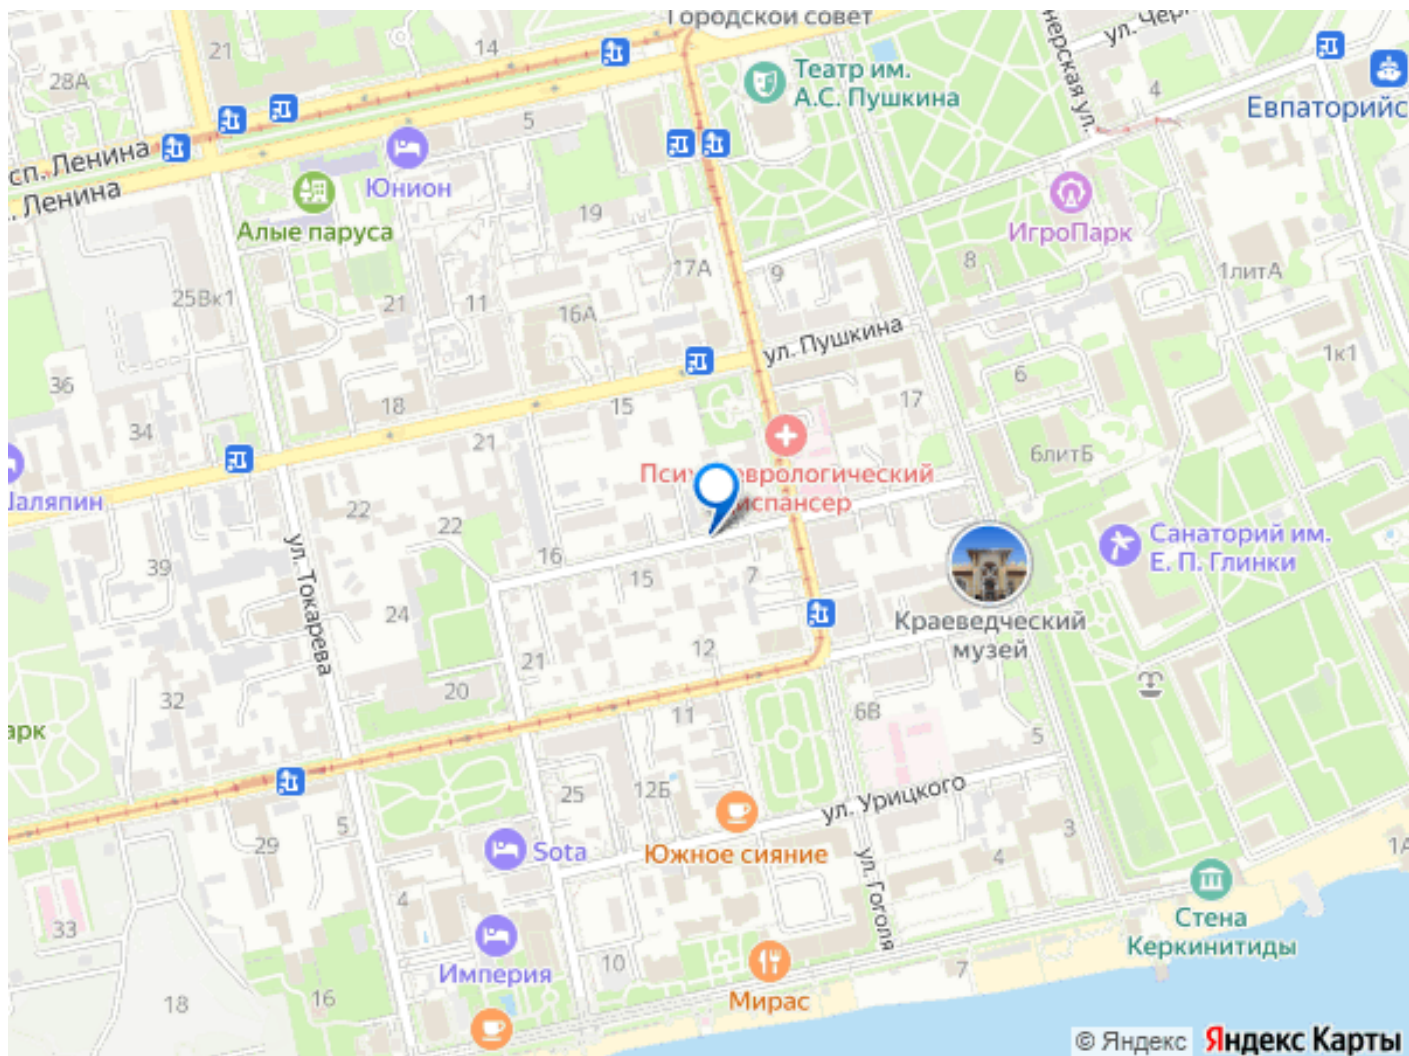 Городской совет
ул. Чер
нерская ул.
21
14
28А
Театр им.
А.С. Пушкина
4
Евпаторийс
5
сп. Ленина
. Ленина
Юнион
Алые паруса
19
ИгроПарк
17А
9
8
1литА
25Вк1
21
11
16А
ул. Пушкина
1к1
36
6
18
15
17
34
21
6литБ
Шаляпин
22
22
диспансер
ул. Токарева
16
15
7
39
Санаторий им.
Е. П. Глинки
24
Краеведческий
музей
12
21
20
32
арк
11
6В
5
12Б
25
ул. Урицкого
5
29
3
Sota
Южное сияние
4
ул. Гоголя
1А
4
33
Стена
Керкинитиды
Империя
10
7
16
18
Мирас
© Яндекс Яндекс Карты